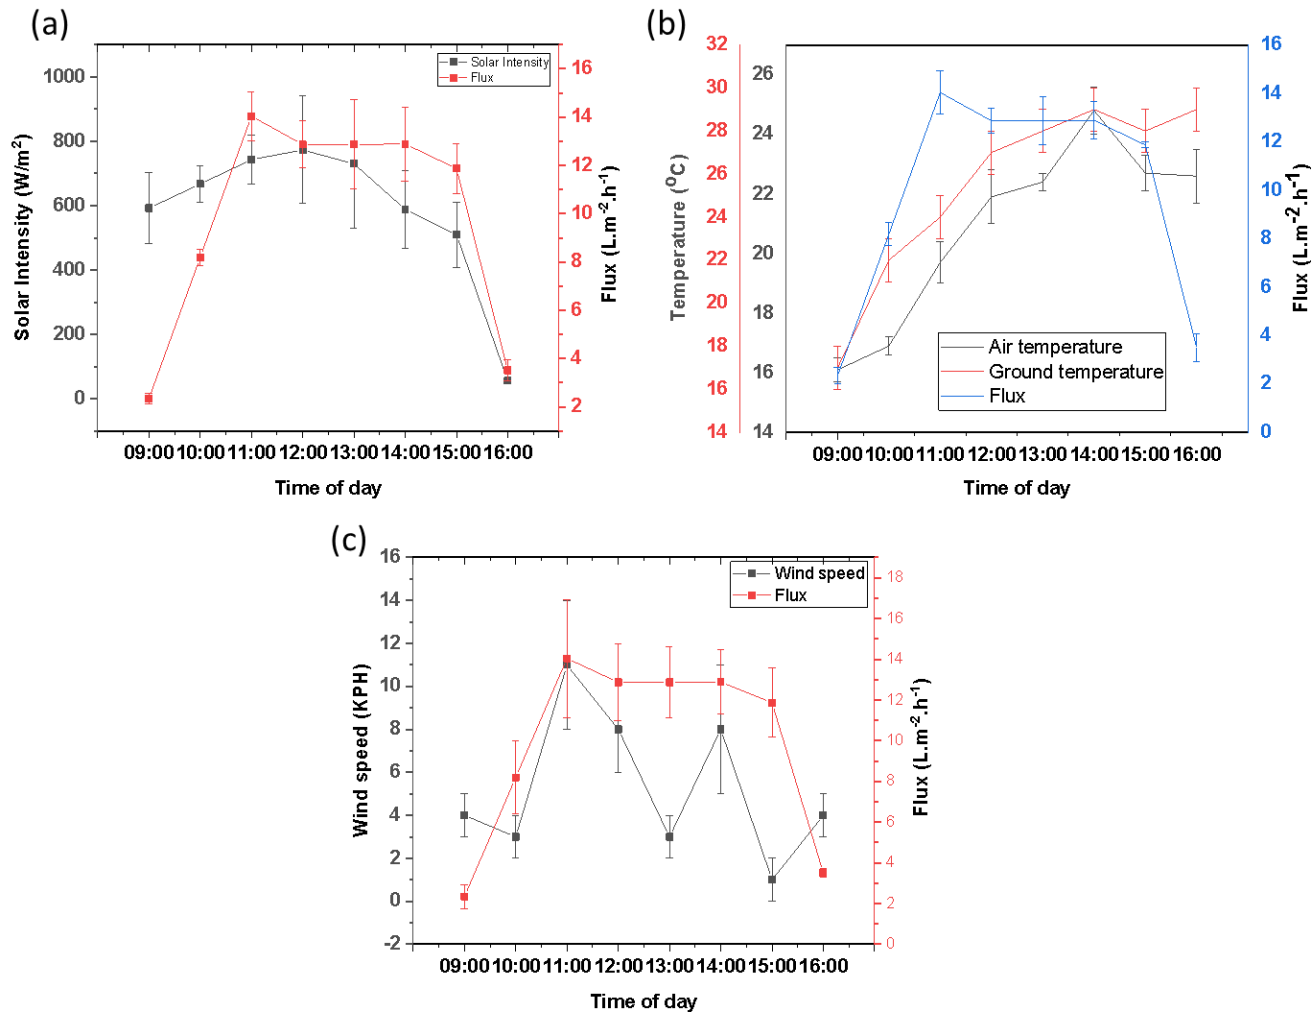 (a)
1000
800
600
400
200
0
Solar Intensity (W/m²)
16
14
12
10
8
6
4
2
Flux (L.m⁻².h⁻¹)
Solar Intensity
Flux
09:00 10:00 11:00 12:00 13:00 14:00 15:00 16:00
Time of day
(b)
32
30
28
26
24
22
20
18
16
14
Temperature (⁰C)
26
24
22
20
18
16
14
16
14
12
10
8
6
4
2
0
Flux (L.m⁻².h⁻¹)
Air temperature
Ground temperature
Flux
09:00 10:00 11:00 12:00 13:00 14:00 15:00 16:00
Time of day
(c)
16
14
12
10
8
6
4
2
0
-2
Wind speed (KPH)
18
16
14
12
10
8
6
4
2
0
Flux (L.m⁻².h⁻¹)
Wind speed
Flux
09:00 10:00 11:00 12:00 13:00 14:00 15:00 16:00
Time of day